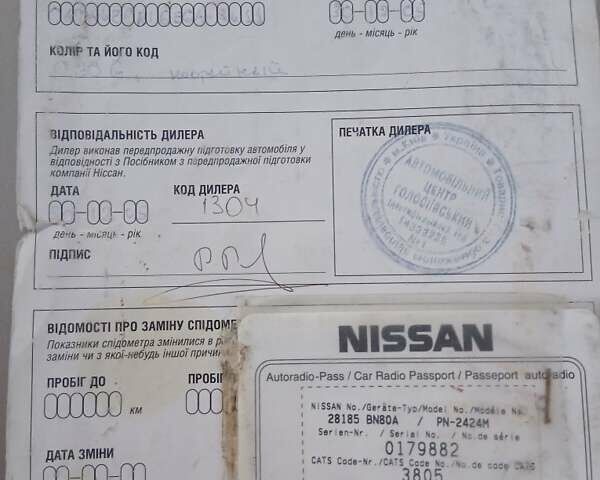 день - місяць - рік
КОЛІР ТА ЙОГО КОД
ВІДПОВІДАЛЬНІСТЬ ДИЛЕРА
Дилер виконав передпродажну підготовку автомобіля у
відповідності з Посібником з передпродажної підготовки
компанії Ніссан.
ДАТА
КОД ДИЛЕРА
1304
день - місяць - рік
ПІДПИС
ПЕЧАТКА ДИЛЕРА
АВТОМОБІЛЬНИЙ
ЦЕНТР
ГОЛОСІЇВСЬКИЙ
№1
ВІДОМОСТІ ПРО ЗАМІНУ СПІДОМЕ
Показники спідометра змінилися в р
заміни чи з якої-небудь іншої причин
ПРОБІГ ДО
ПРОБІГ
км
ДАТА ЗМІНИ
NISSAN
Autoradio-Pass / Car Radio Passport / Passeport autoradio
NISSAN No./Geräte-Typ/Model No./Modèle No.
28185 BN80A / PN-2424M
Serien-Nr./ Serial No. / No.de série
0179882
CATS Code-Nr./CATS Code No./No.de code CATS
3805